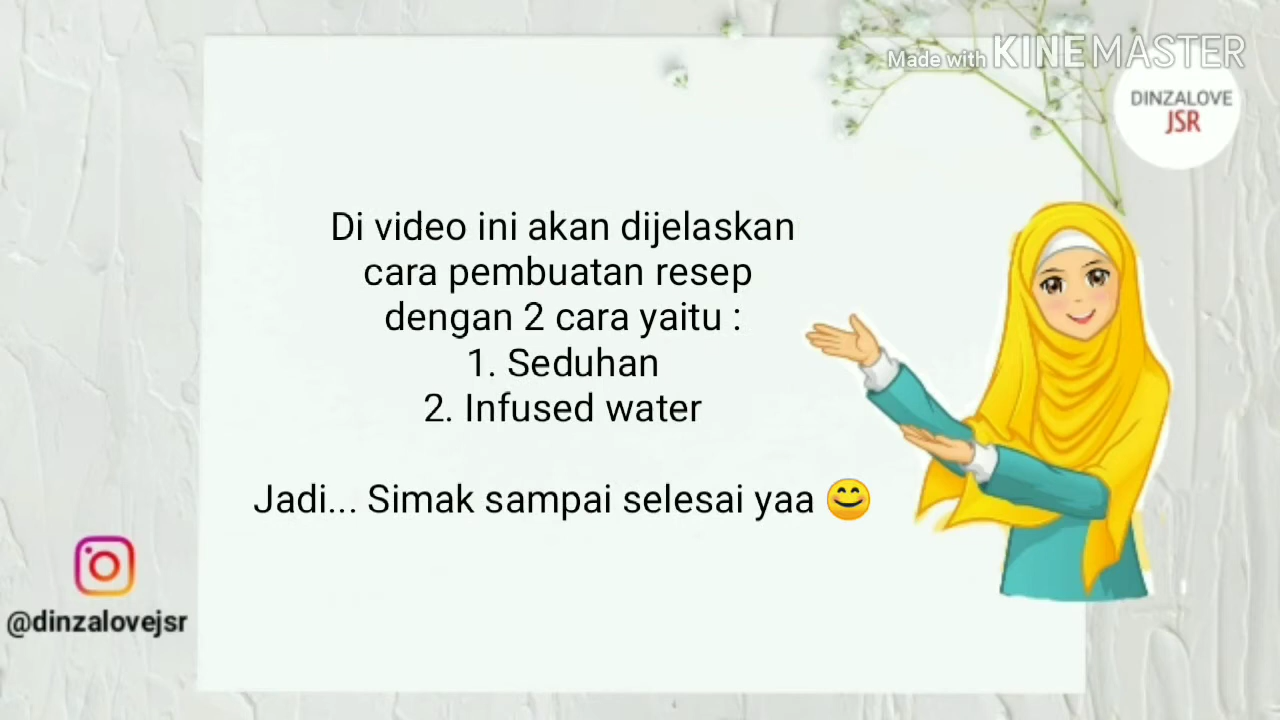 Made with KINEMASTER
DINZALOVE
JSR
Di video ini akan dijelaskan
cara pembuatan resep
dengan 2 cara yaitu :
1. Seduhan
2. Infused water
Jadi... Simak sampai selesai yaa 😊
@dinzalovejsr